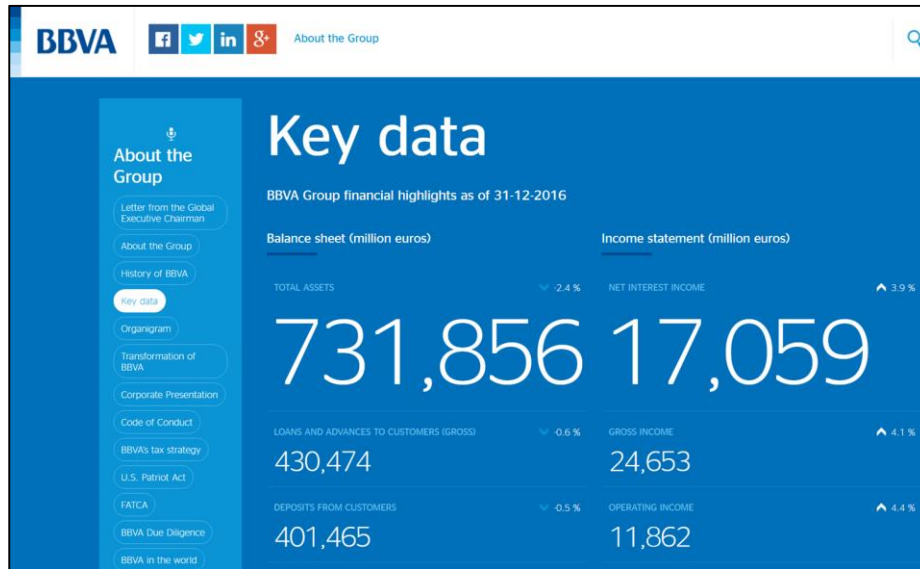 BBVA
f
in
g+
About the Group
About the
Group
Letter from the Global
Executive Chairman
About the Group
History of BBVA
Key data
Organigram
Transformation of
BBVA
Corporate Presentation
Code of Conduct
BBVA's tax strategy
U.S. Patriot Act
FATCA
BBVA Due Diligence
BBVA in the world
Key data
BBVA Group financial highlights as of 31-12-2016
Balance sheet (million euros)
TOTAL ASSETS -2.4 %
731,856
LOANS AND ADVANCES TO CUSTOMERS (GROSS) -0.6 %
430,474
DEPOSITS FROM CUSTOMERS -0.5 %
401,465
Income statement (million euros)
NET INTEREST INCOME 3.9 %
17,059
GROSS INCOME 4.1 %
24,653
OPERATING INCOME 4.4 %
11,862